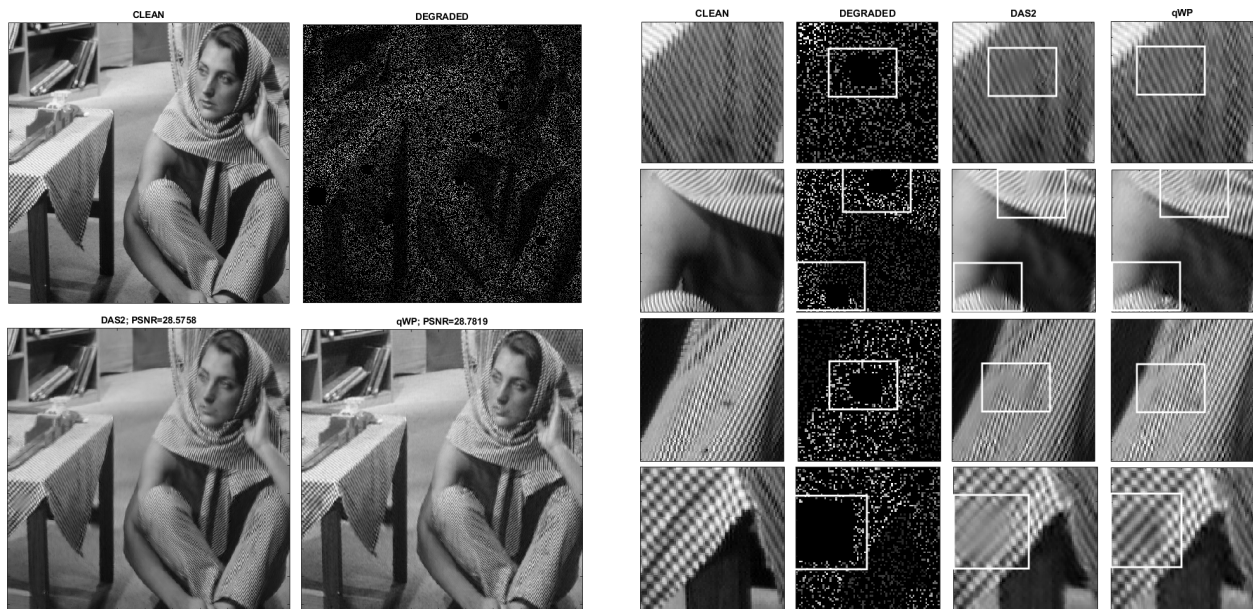 CLEAN
DEGRADED
DAS2; PSNR=28.5758
qWP; PSNR=28.7819
CLEAN
DEGRADED
DAS2
qWP